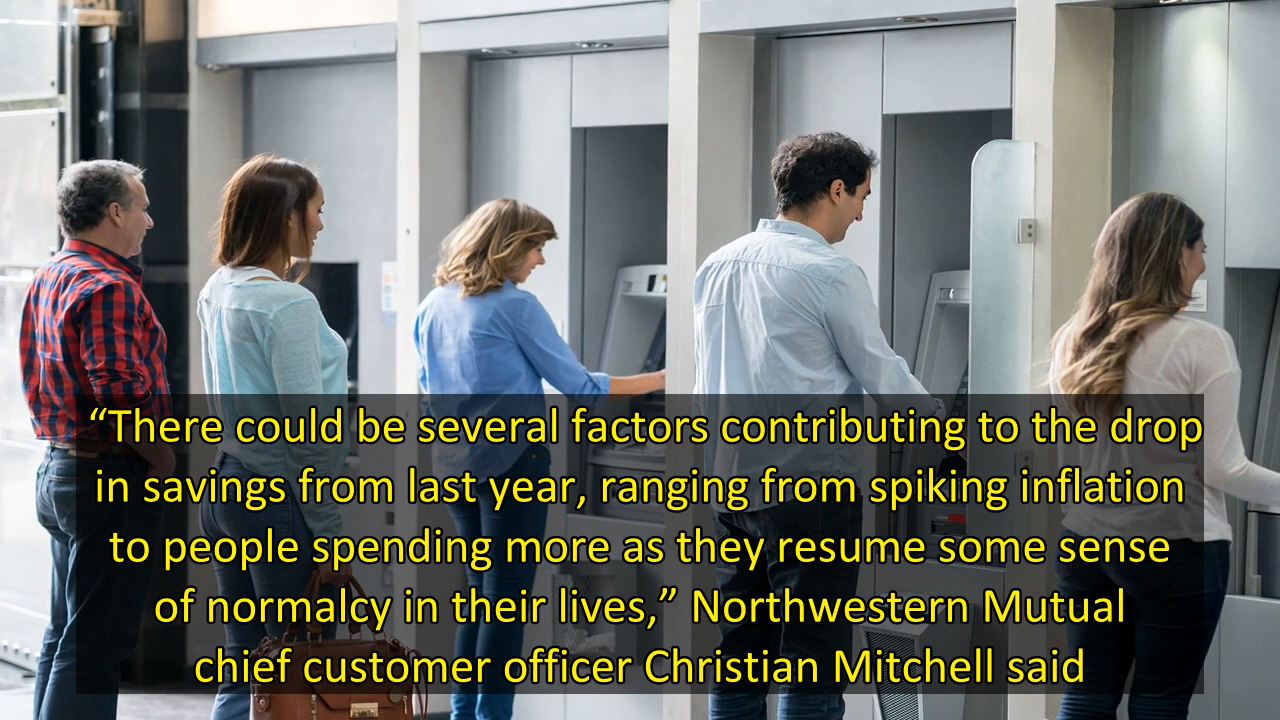 “There could be several factors contributing to the drop
in savings from last year, ranging from spiking inflation
to people spending more as they resume some sense
of normalcy in their lives,” Northwestern Mutual
chief customer officer Christian Mitchell said